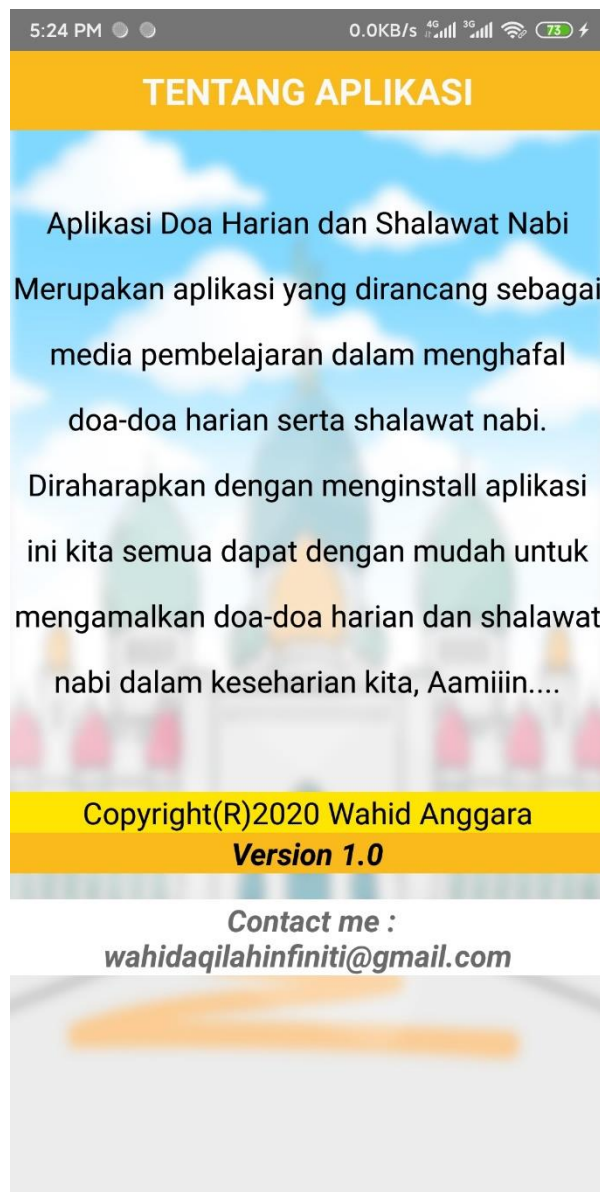 5:24 PM 0.0KB/s 4G 3G 73
TENTANG APLIKASI
Aplikasi Doa Harian dan Shalawat Nabi
Merupakan aplikasi yang dirancang sebagai
media pembelajaran dalam menghafal
doa-doa harian serta shalawat nabi.
Diraharapkan dengan menginstall aplikasi
ini kita semua dapat dengan mudah untuk
mengamalkan doa-doa harian dan shalawat
nabi dalam keseharian kita, Aamiiin....
Copyright(R)2020 Wahid Anggara
Version 1.0
Contact me :
wahidaqilahinfiniti@gmail.com